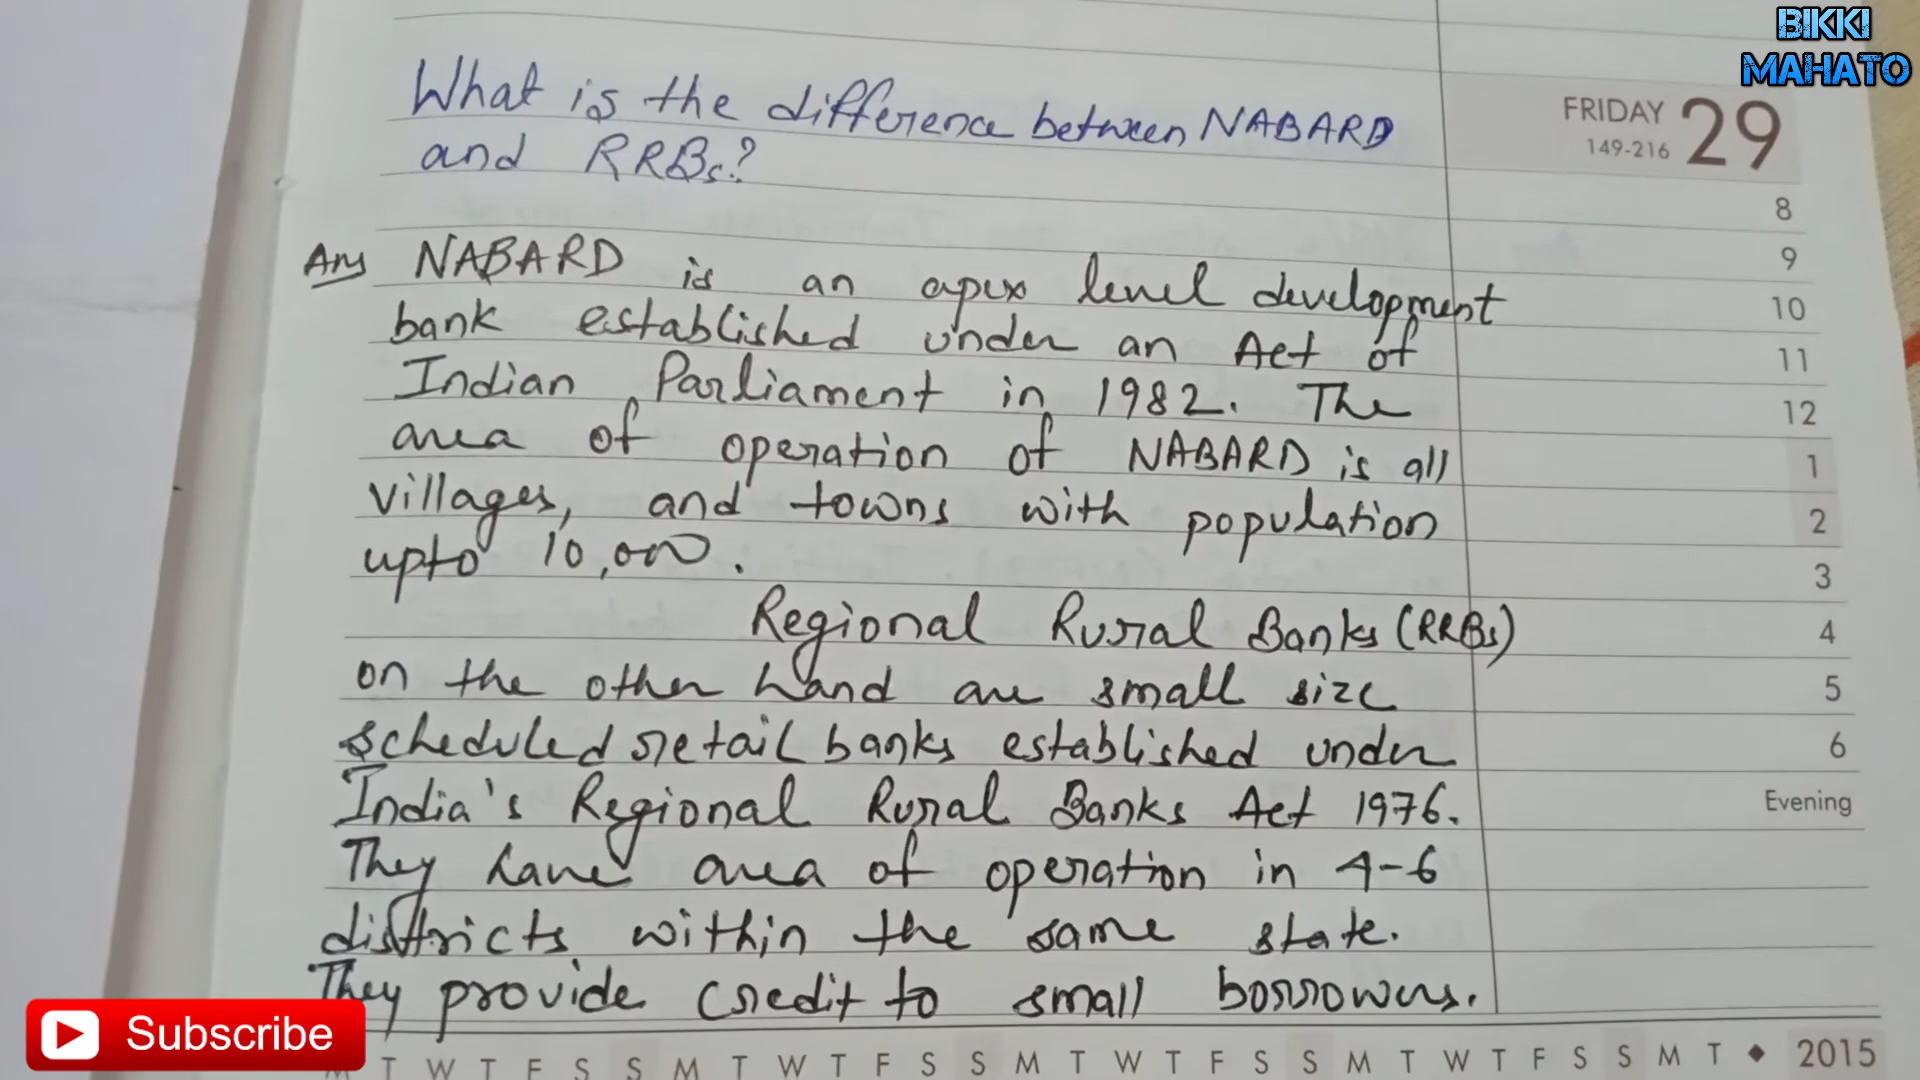 BIKKI
MAHATO
What is the difference between NABARD
and RRBs?
FRIDAY 29
149-216
Ans NABARD is an apex level development
bank established under an Act of
Indian Parliament in 1982. The
area of operation of NABARD is all
villages, and towns with population
upto 10,000.
Regional Rural Banks (RRBs)
on the other hand are small size
scheduled retail banks established under
India's Regional Rural Banks Act 1976.
They have area of operation in 4-6
districts within the same state.
They provide credit to small borrowers.
8
9
10
11
12
1
2
3
4
5
6
Evening
Subscribe
M T W T F S S M T W T F S S M T W T F S S M T W T F S S M T ◆ 2015